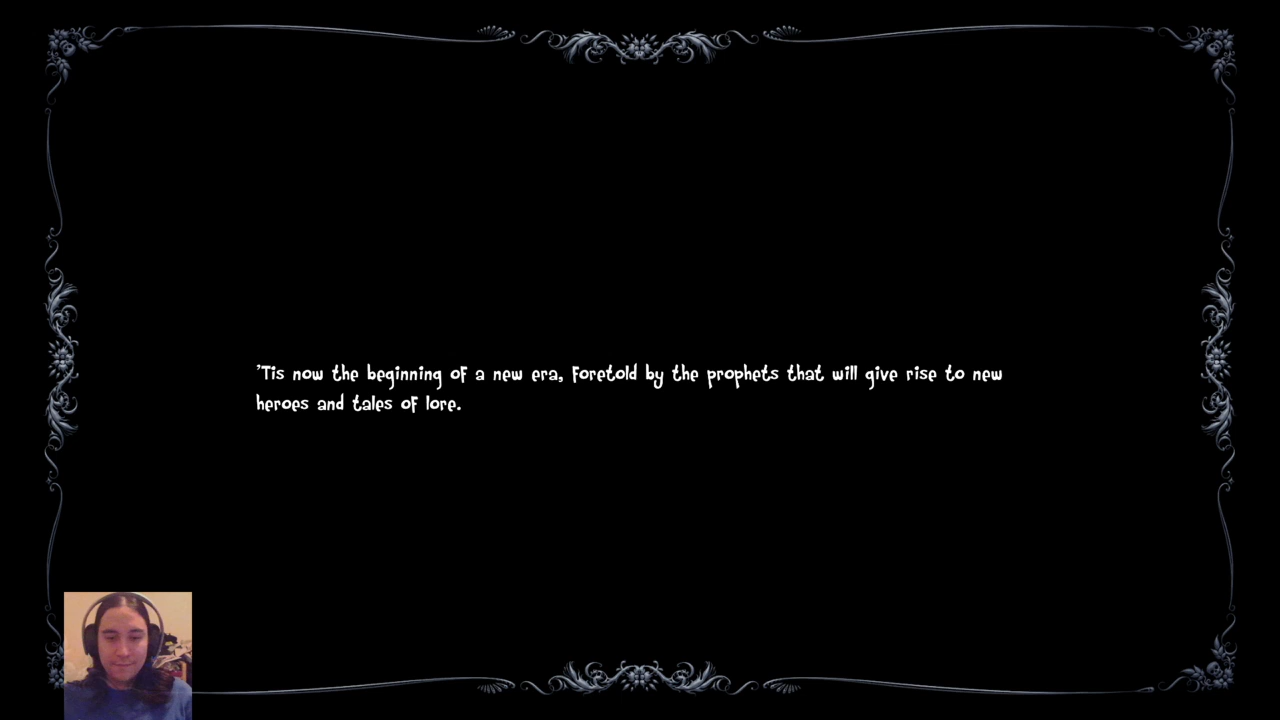 'Tis now the beginning of a new era, foretold by the prophets that will give rise to new
heroes and tales of lore.